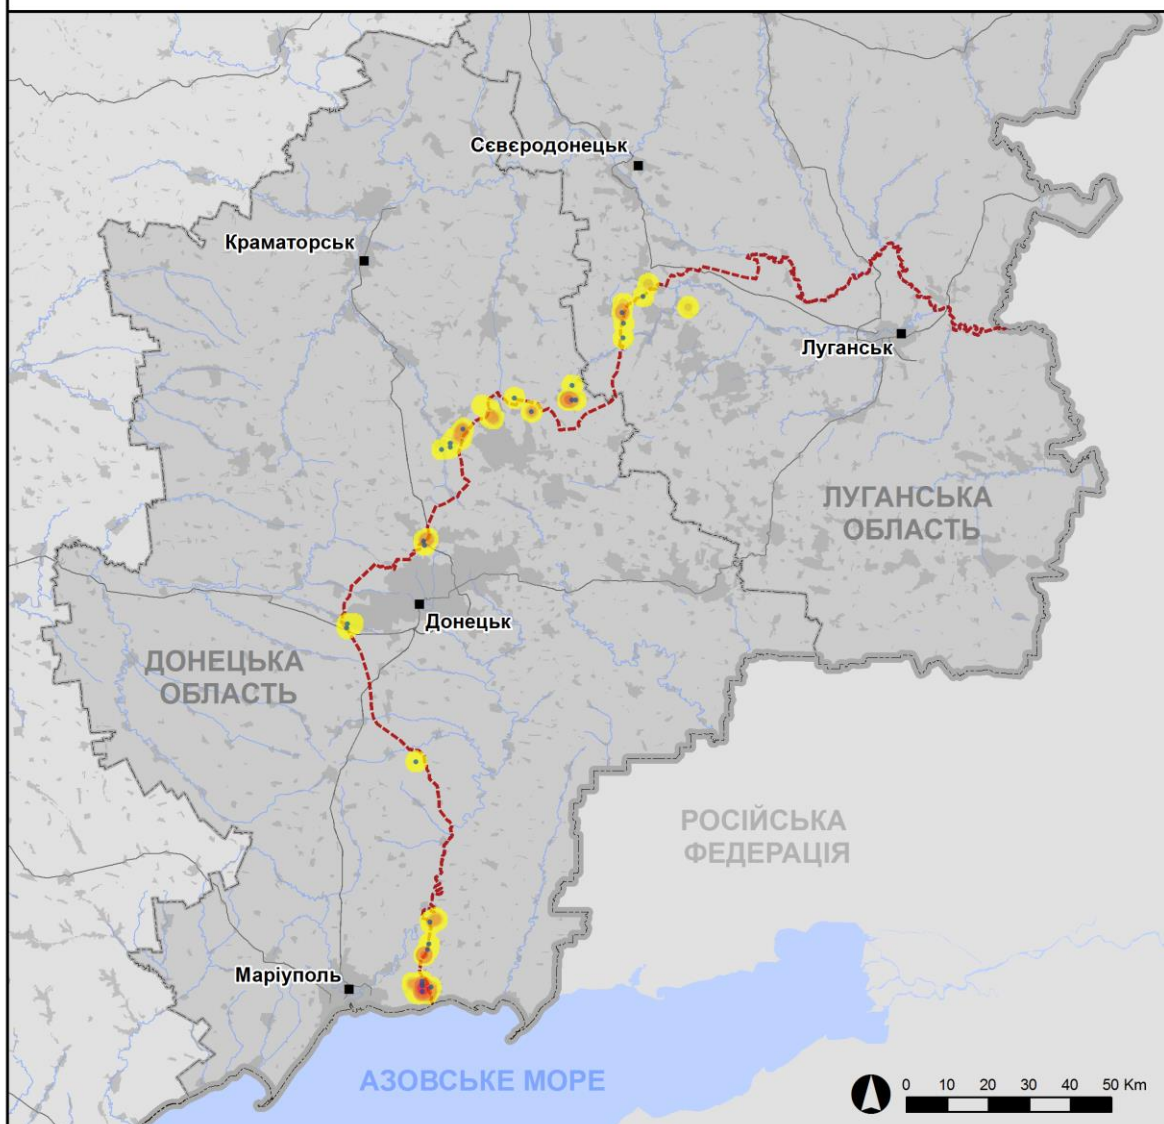 Сєвєродонецьк
Краматорськ
Луганськ
ЛУГАНСЬКА
ОБЛАСТЬ
Донецьк
ДОНЕЦЬКА
ОБЛАСТЬ
РОСІЙСЬКА
ФЕДЕРАЦІЯ
Маріуполь
АЗОВСЬКЕ МОРЕ
0 10 20 30 40 50 Km